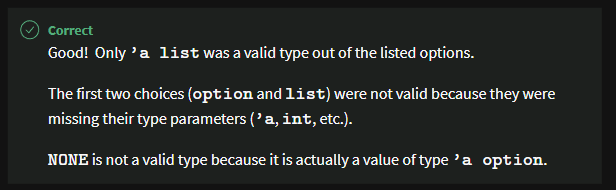 Correct
Good! Only ’a list was a valid type out of the listed options.
The first two choices (option and list) were not valid because they were
missing their type parameters (’a, int, etc.).
NONE is not a valid type because it is actually a value of type ’a option.